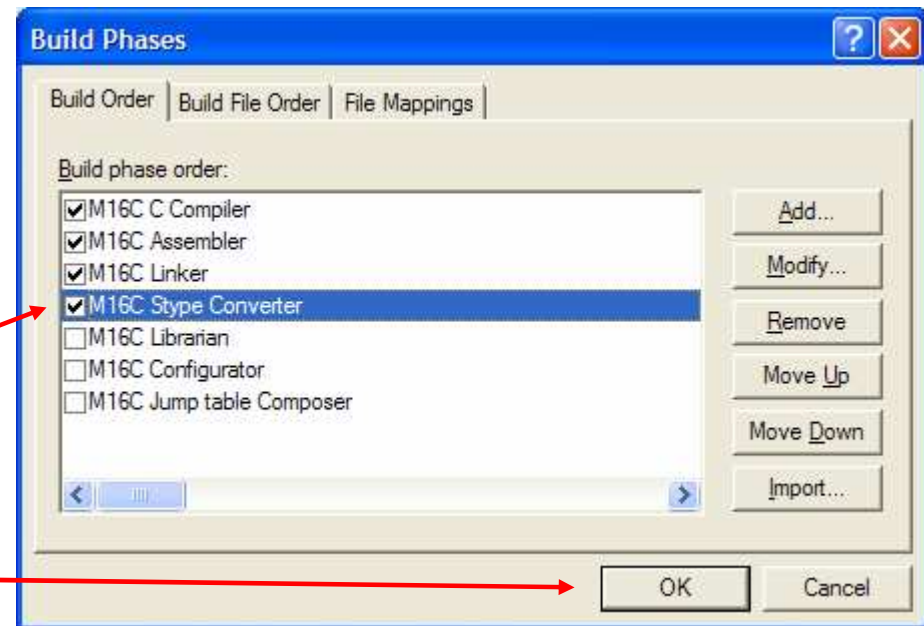 Build Phases
Build Order Build File Order File Mappings
Build phase order:
M16C C Compiler
M16C Assembler
M16C Linker
M16C Stype Converter
M16C Librarian
M16C Configurator
M16C Jump table Composer
Add...
Modify...
Remove
Move Up
Move Down
Import...
OK Cancel